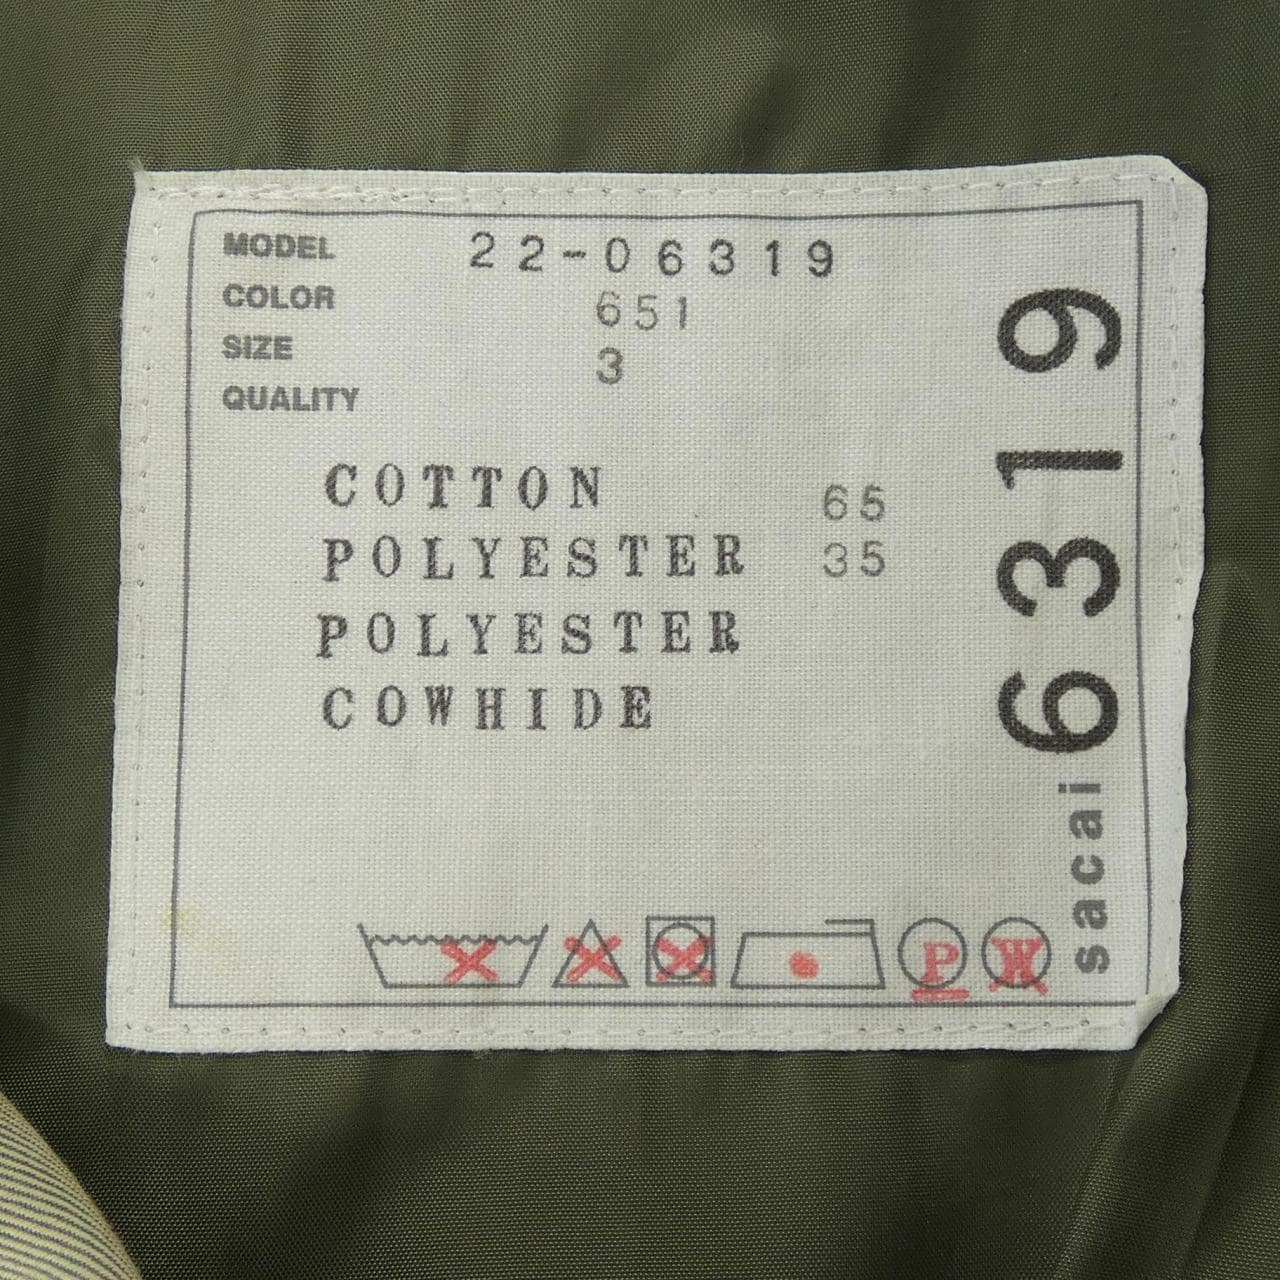 MODEL 22-06319
COLOR 651
SIZE 3
QUALITY
COTTON 65
POLYESTER 35
POLYESTER
COWHIDE
P W
sacai 6319